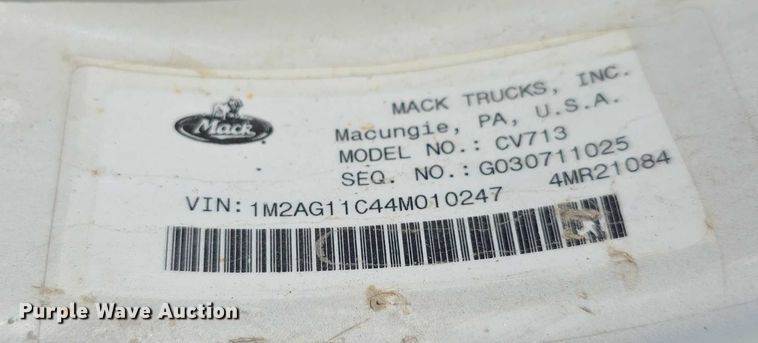 Mack
MACK TRUCKS, INC.
Macungie, PA, U.S.A.
MODEL NO.: CV713
SEQ. NO.: G030711025
4MR21084
VIN: 1M2AG11C44M010247
Purple Wave Auction